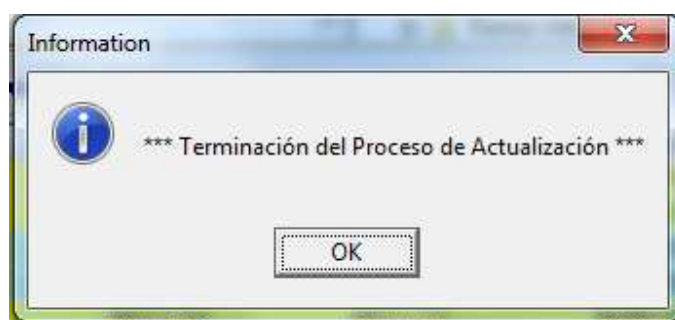 Information
*** Terminación del Proceso de Actualización ***
OK